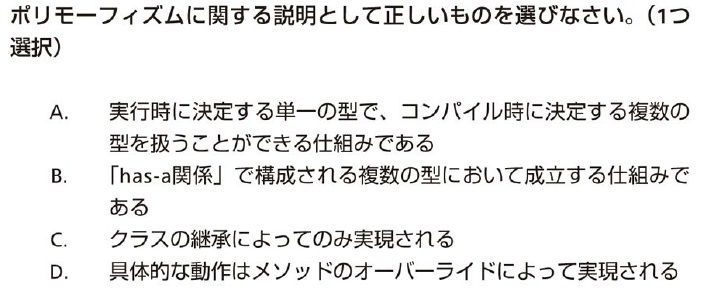 ポリモーフィズムに関する説明として正しいものを選びなさい。（1つ
選択）
A. 実行時に決定する単一の型で、コンパイル時に決定する複数の
型を扱うことができる仕組みである
B. 「has-a関係」で構成される複数の型において成立する仕組みで
ある
C. クラスの継承によってのみ実現される
D. 具体的な動作はメソッドのオーバーライドによって実現される